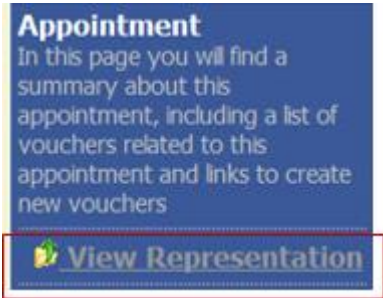 Appointment
In this page you will find a
summary about this
appointment, including a list of
vouchers related to this
appointment and links to create
new vouchers
View Representation